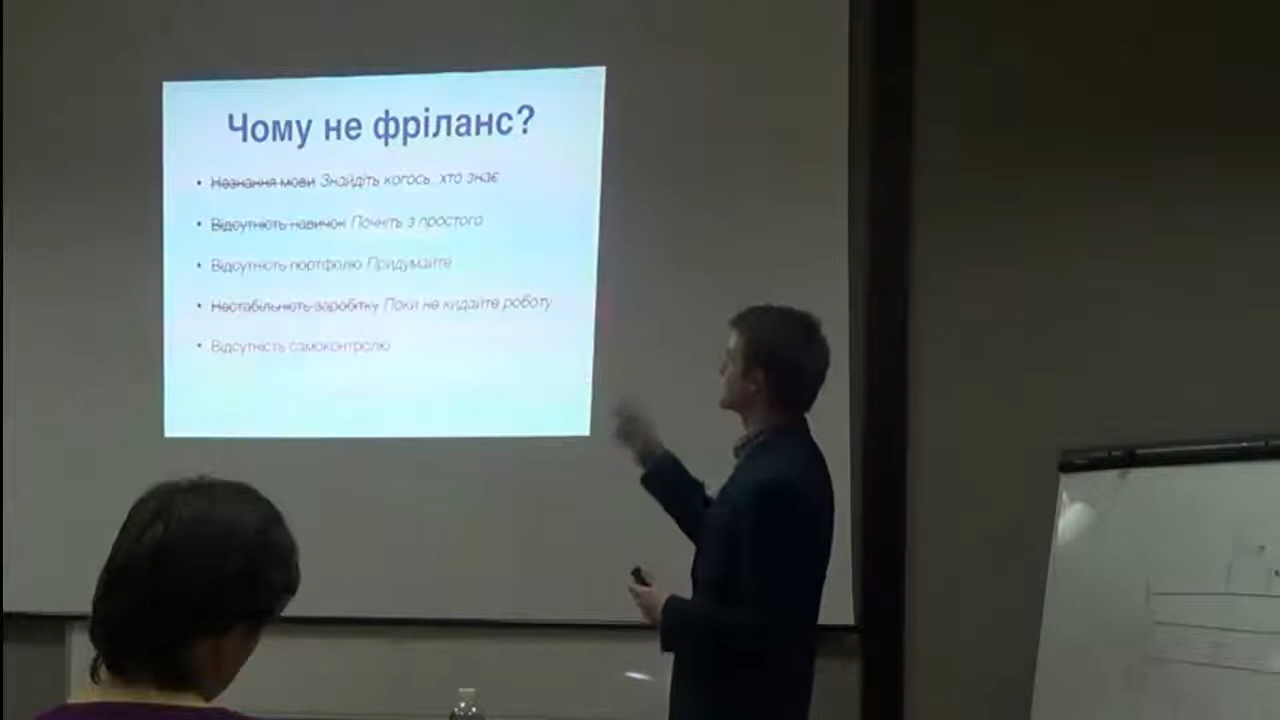 Чому не фріланс?
• Незнання мови Знайдіть когось, хто знає
• Відсутність навичок Почніть з простого
• Відсутність портфоліо Придумайте
• Нестабільність заробітку Поки не кидайте роботу
• Відсутність самоконтролю